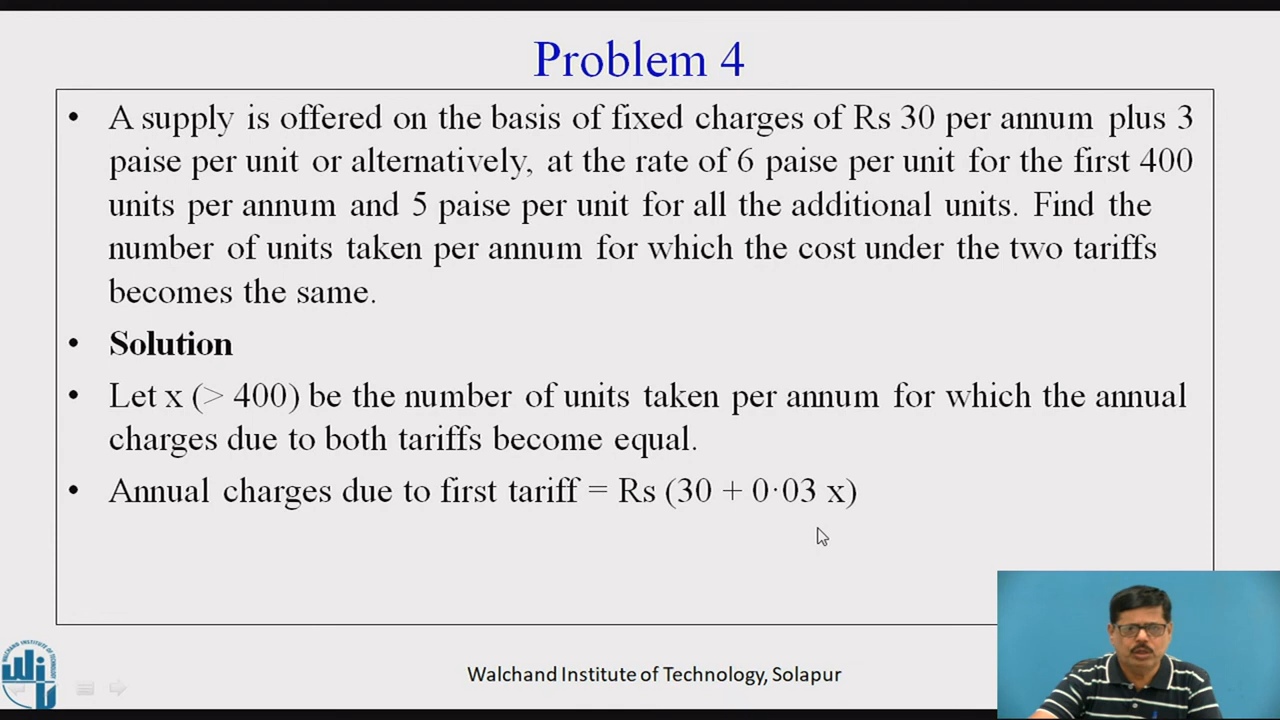 Problem 4
• A supply is offered on the basis of fixed charges of Rs 30 per annum plus 3
paise per unit or alternatively, at the rate of 6 paise per unit for the first 400
units per annum and 5 paise per unit for all the additional units. Find the
number of units taken per annum for which the cost under the two tariffs
becomes the same.
• Solution
• Let x (> 400) be the number of units taken per annum for which the annual
charges due to both tariffs become equal.
• Annual charges due to first tariff = Rs (30 + 0·03 x)
WALCHAND INSTITUTE OF TECHNOLOGY
WIT
Walchand Institute of Technology, Solapur